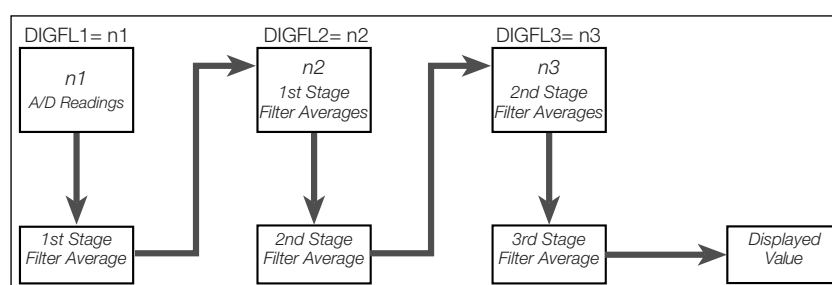 DIGFL1= n1
n1
A/D Readings
1st Stage
Filter Average
DIGFL2= n2
n2
1st Stage
Filter Averages
2nd Stage
Filter Average
DIGFL3= n3
n3
2nd Stage
Filter Averages
3rd Stage
Filter Average
Displayed
Value